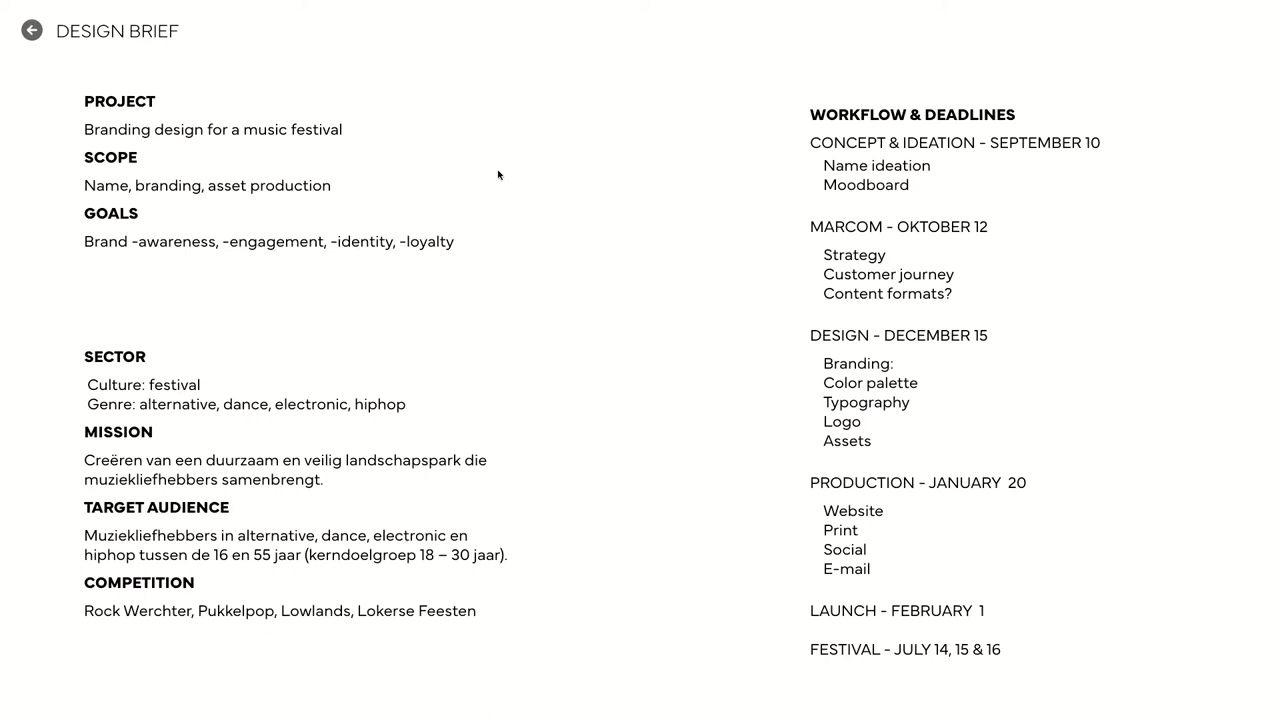 DESIGN BRIEF
PROJECT
Branding design for a music festival
SCOPE
Name, branding, asset production
GOALS
Brand -awareness, -engagement, -identity, -loyalty
SECTOR
Culture: festival
Genre: alternative, dance, electronic, hiphop
MISSION
Creëren van een duurzaam en veilig landschapspark die
muziekliefhebbers samenbrengt.
TARGET AUDIENCE
Muziekliefhebbers in alternative, dance, electronic en
hiphop tussen de 16 en 55 jaar (kerndoelgroep 18 – 30 jaar).
COMPETITION
Rock Werchter, Pukkelpop, Lowlands, Lokerse Feesten
WORKFLOW & DEADLINES
CONCEPT & IDEATION - SEPTEMBER 10
Name ideation
Moodboard
MARCOM - OKTOBER 12
Strategy
Customer journey
Content formats?
DESIGN - DECEMBER 15
Branding:
Color palette
Typography
Logo
Assets
PRODUCTION - JANUARY 20
Website
Print
Social
E-mail
LAUNCH - FEBRUARY 1
FESTIVAL - JULY 14, 15 & 16